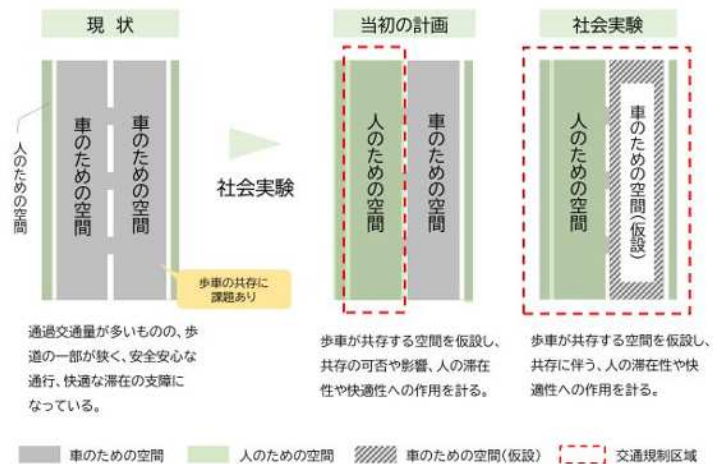 現 状
当初の計画
社会実験
人のための空間
車のための空間
車のための空間
社会実験
人のための空間
車のための空間
人のための空間
車のための空間(仮設)
歩車の共存に
課題あり
通過交通量が多いものの、歩
道の一部が狭く、安全安心な
通行、快適な滞在の支障に
なっている。
歩車が共存する空間を仮設し、
共存の可否や影響、人の滞在
性や快適性への作用を計る。
歩車が共存する空間を仮設し、
共存に伴う、人の滞在性や快
適性への作用を計る。
車のための空間
人のための空間
車のための空間(仮設)
交通規制区域